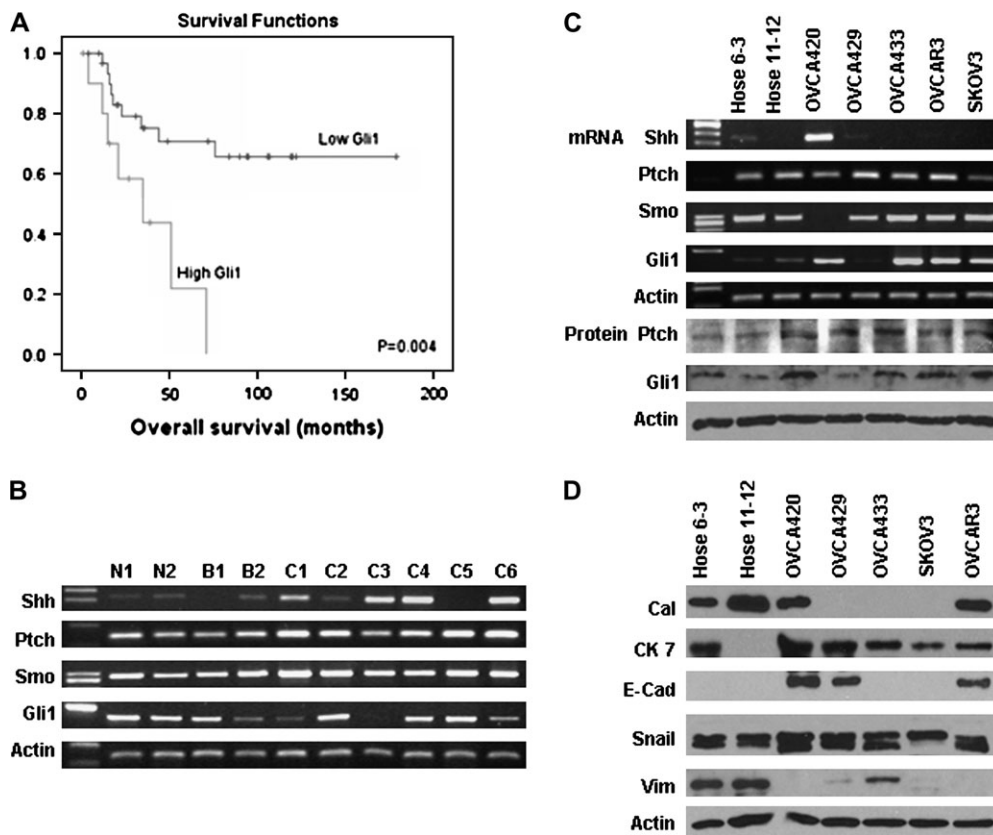 A
Survival Functions
1.0
0.8
0.6
0.4
0.2
0.0
Low Gli1
High Gli1
P=0.004
0 50 100 150 200
Overall survival (months)
B
N1 N2 B1 B2 C1 C2 C3 C4 C5 C6
Shh
Ptch
Smo
Gli1
Actin
C
Hose 6-3 Hose 11-12 OVCA420 OVCA429 OVCA433 OVCAR3 SKOV3
mRNA Shh
Ptch
Smo
Gli1
Actin
Protein Ptch
Gli1
Actin
D
Hose 6-3 Hose 11-12 OVCA420 OVCA429 OVCA433 SKOV3 OVCAR3
Cal
CK 7
E-Cad
Snail
Vim
Actin